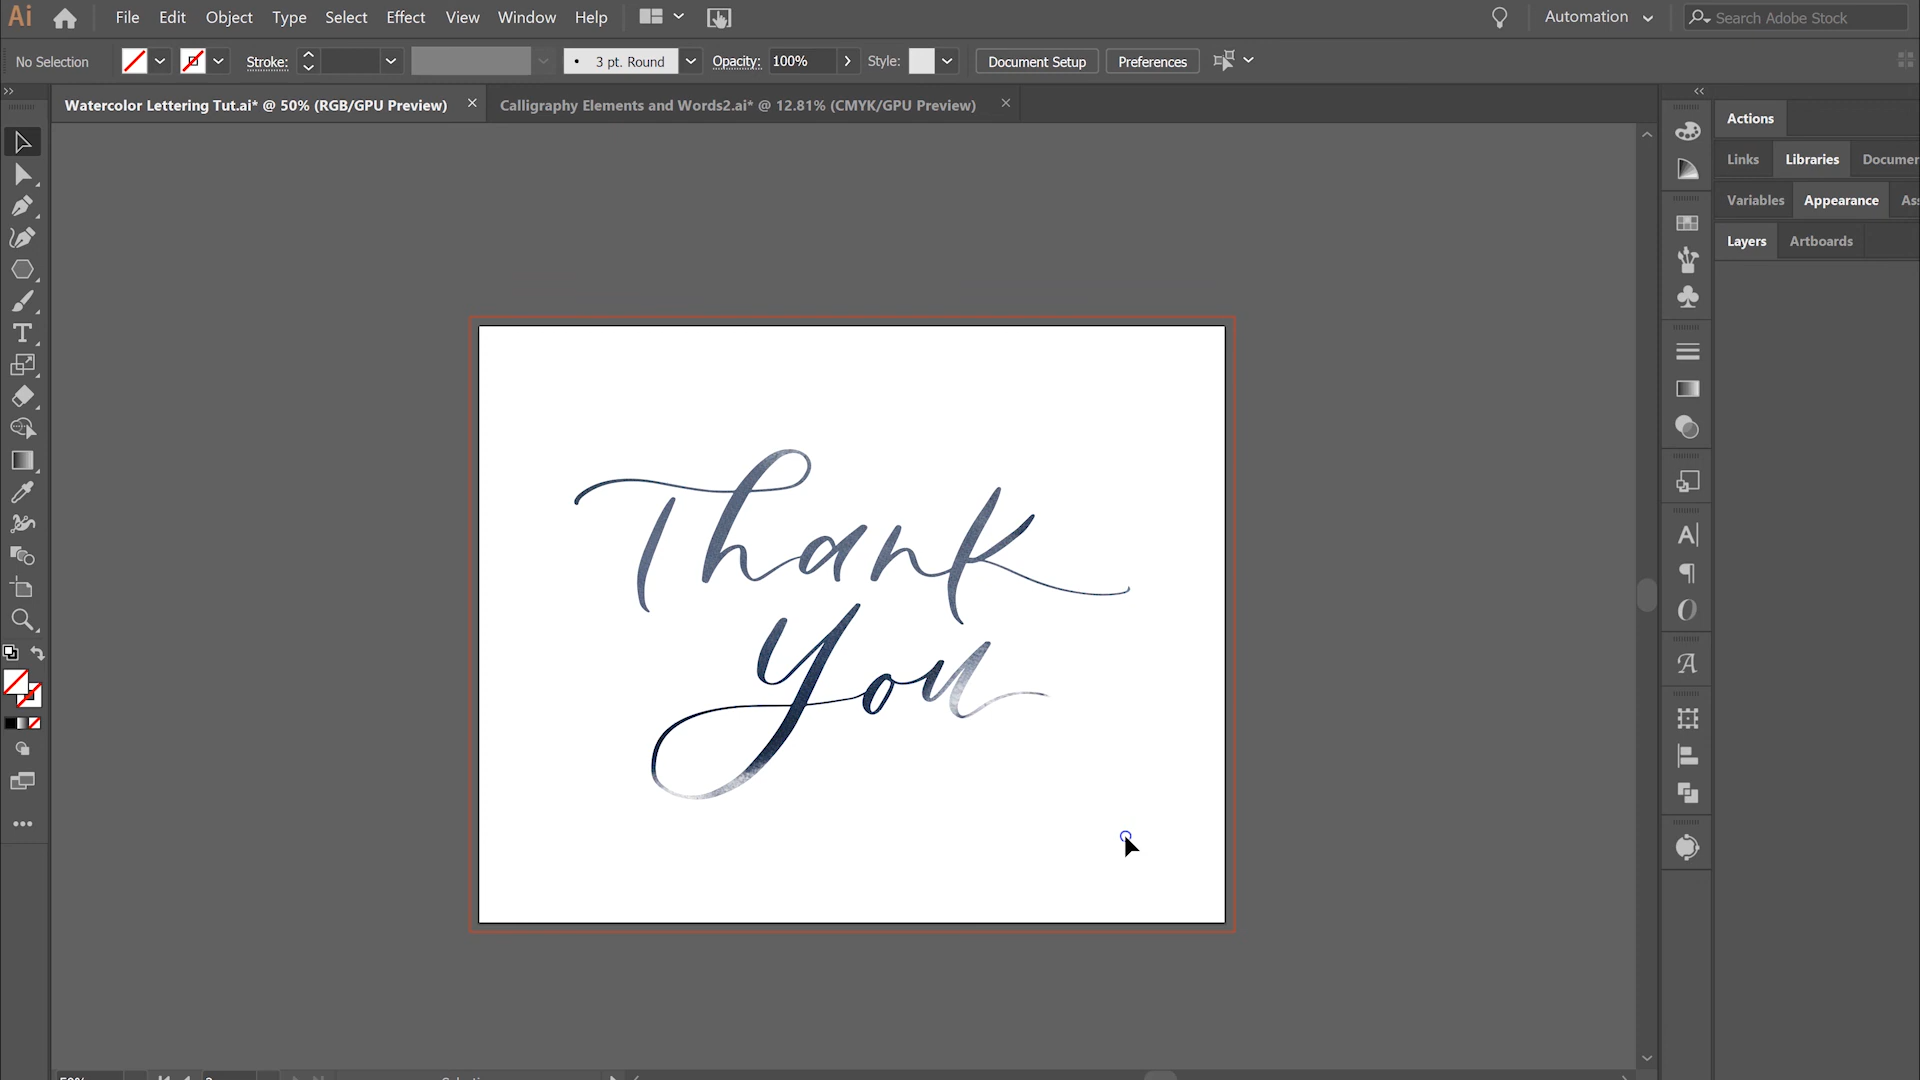 Ai File Edit Object Type Select Effect View Window Help Automation Search Adobe Stock
No Selection Stroke: 3 pt. Round Opacity: 100% Style: Document Setup Preferences
Watercolor Lettering Tut.ai* @ 50% (RGB/GPU Preview) Calligraphy Elements and Words2.ai* @ 12.81% (CMYK/GPU Preview)
Actions
Links Libraries Documen
Variables Appearance Ass
Layers Artboards
Thank
You